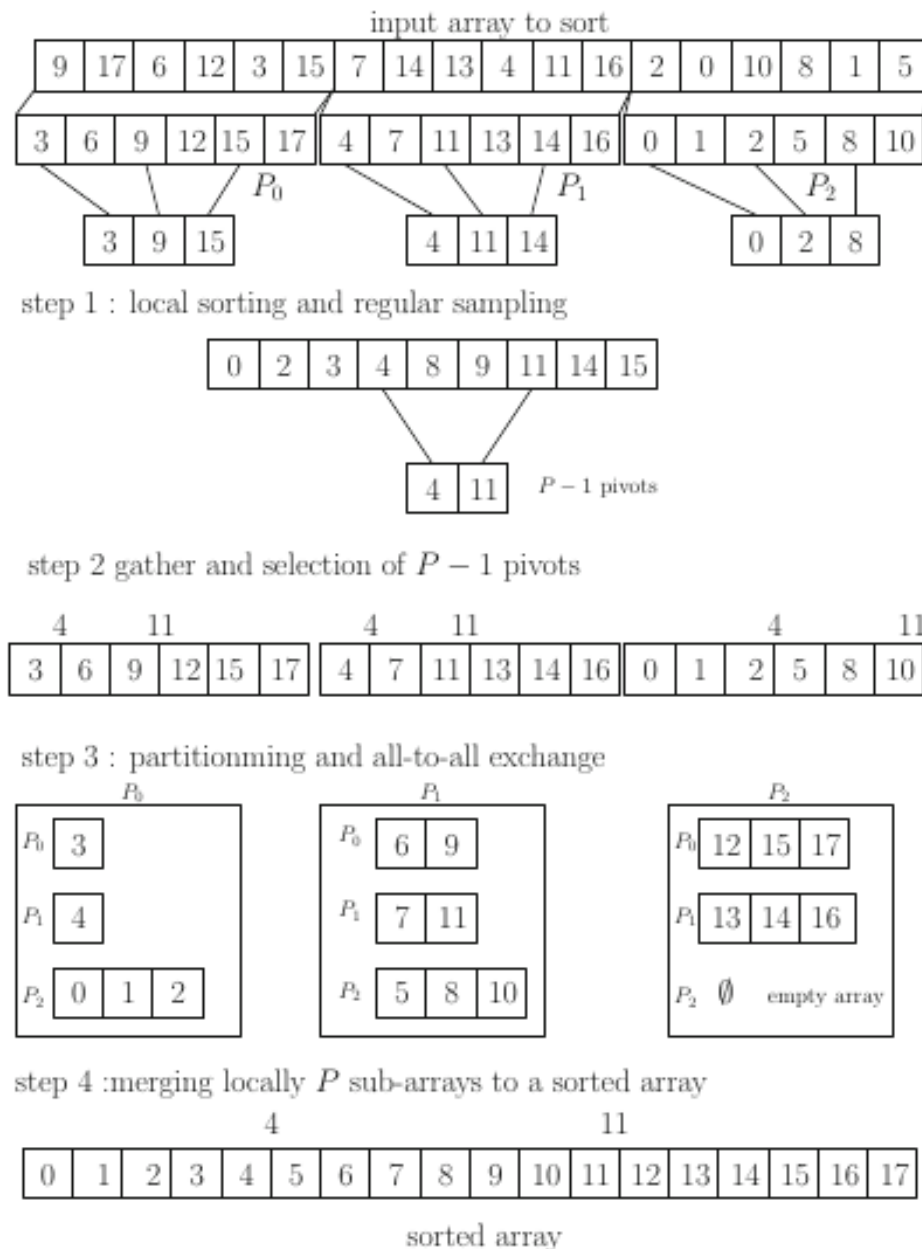 input array to sort
9 17 6 12 3 15 7 14 13 4 11 16 2 0 10 8 1 5
3 6 9 12 15 17 4 7 11 13 14 16 0 1 2 5 8 10
P0 P1 P2
3 9 15 4 11 14 0 2 8
step 1 : local sorting and regular sampling
0 2 3 4 8 9 11 14 15
4 11 P − 1 pivots
step 2 gather and selection of P − 1 pivots
4 11 4 11 4 11
3 6 9 12 15 17 4 7 11 13 14 16 0 1 2 5 8 10
step 3 : partitionming and all-to-all exchange
P0 P1 P2
P0 3 P0 6 9 P0 12 15 17
P1 4 P1 7 11 P1 13 14 16
P2 0 1 2 P2 5 8 10 P2 ∅ empty array
step 4 :merging locally P sub-arrays to a sorted array
4 11
0 1 2 3 4 5 6 7 8 9 10 11 12 13 14 15 16 17
sorted array